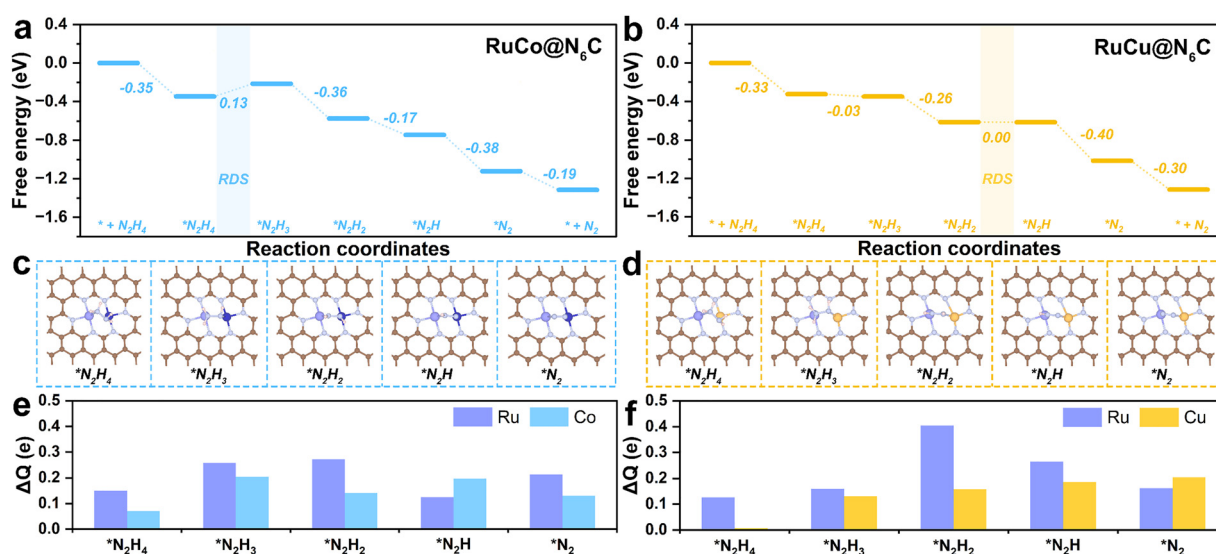 a
RuCo@N₆C
Free energy (eV)
0.4
0.0
−0.4
−0.8
−1.2
−1.6
-0.35
0.13
-0.36
-0.17
-0.38
-0.19
RDS
* + N₂H₄ *N₂H₄ *N₂H₃ *N₂H₂ *N₂H *N₂ * + N₂
Reaction coordinates
b
RuCu@N₆C
Free energy (eV)
0.4
0.0
−0.4
−0.8
−1.2
−1.6
-0.33
-0.03
-0.26
0.00
-0.40
-0.30
RDS
* + N₂H₄ *N₂H₄ *N₂H₃ *N₂H₂ *N₂H *N₂ * + N₂
Reaction coordinates
c
*N₂H₄ *N₂H₃ *N₂H₂ *N₂H *N₂
d
*N₂H₄ *N₂H₃ *N₂H₂ *N₂H *N₂
e
ΔQ (e)
0.5
0.4
0.3
0.2
0.1
0.0
Ru Co
*N₂H₄ *N₂H₃ *N₂H₂ *N₂H *N₂
f
ΔQ (e)
0.5
0.4
0.3
0.2
0.1
0.0
Ru Cu
*N₂H₄ *N₂H₃ *N₂H₂ *N₂H *N₂